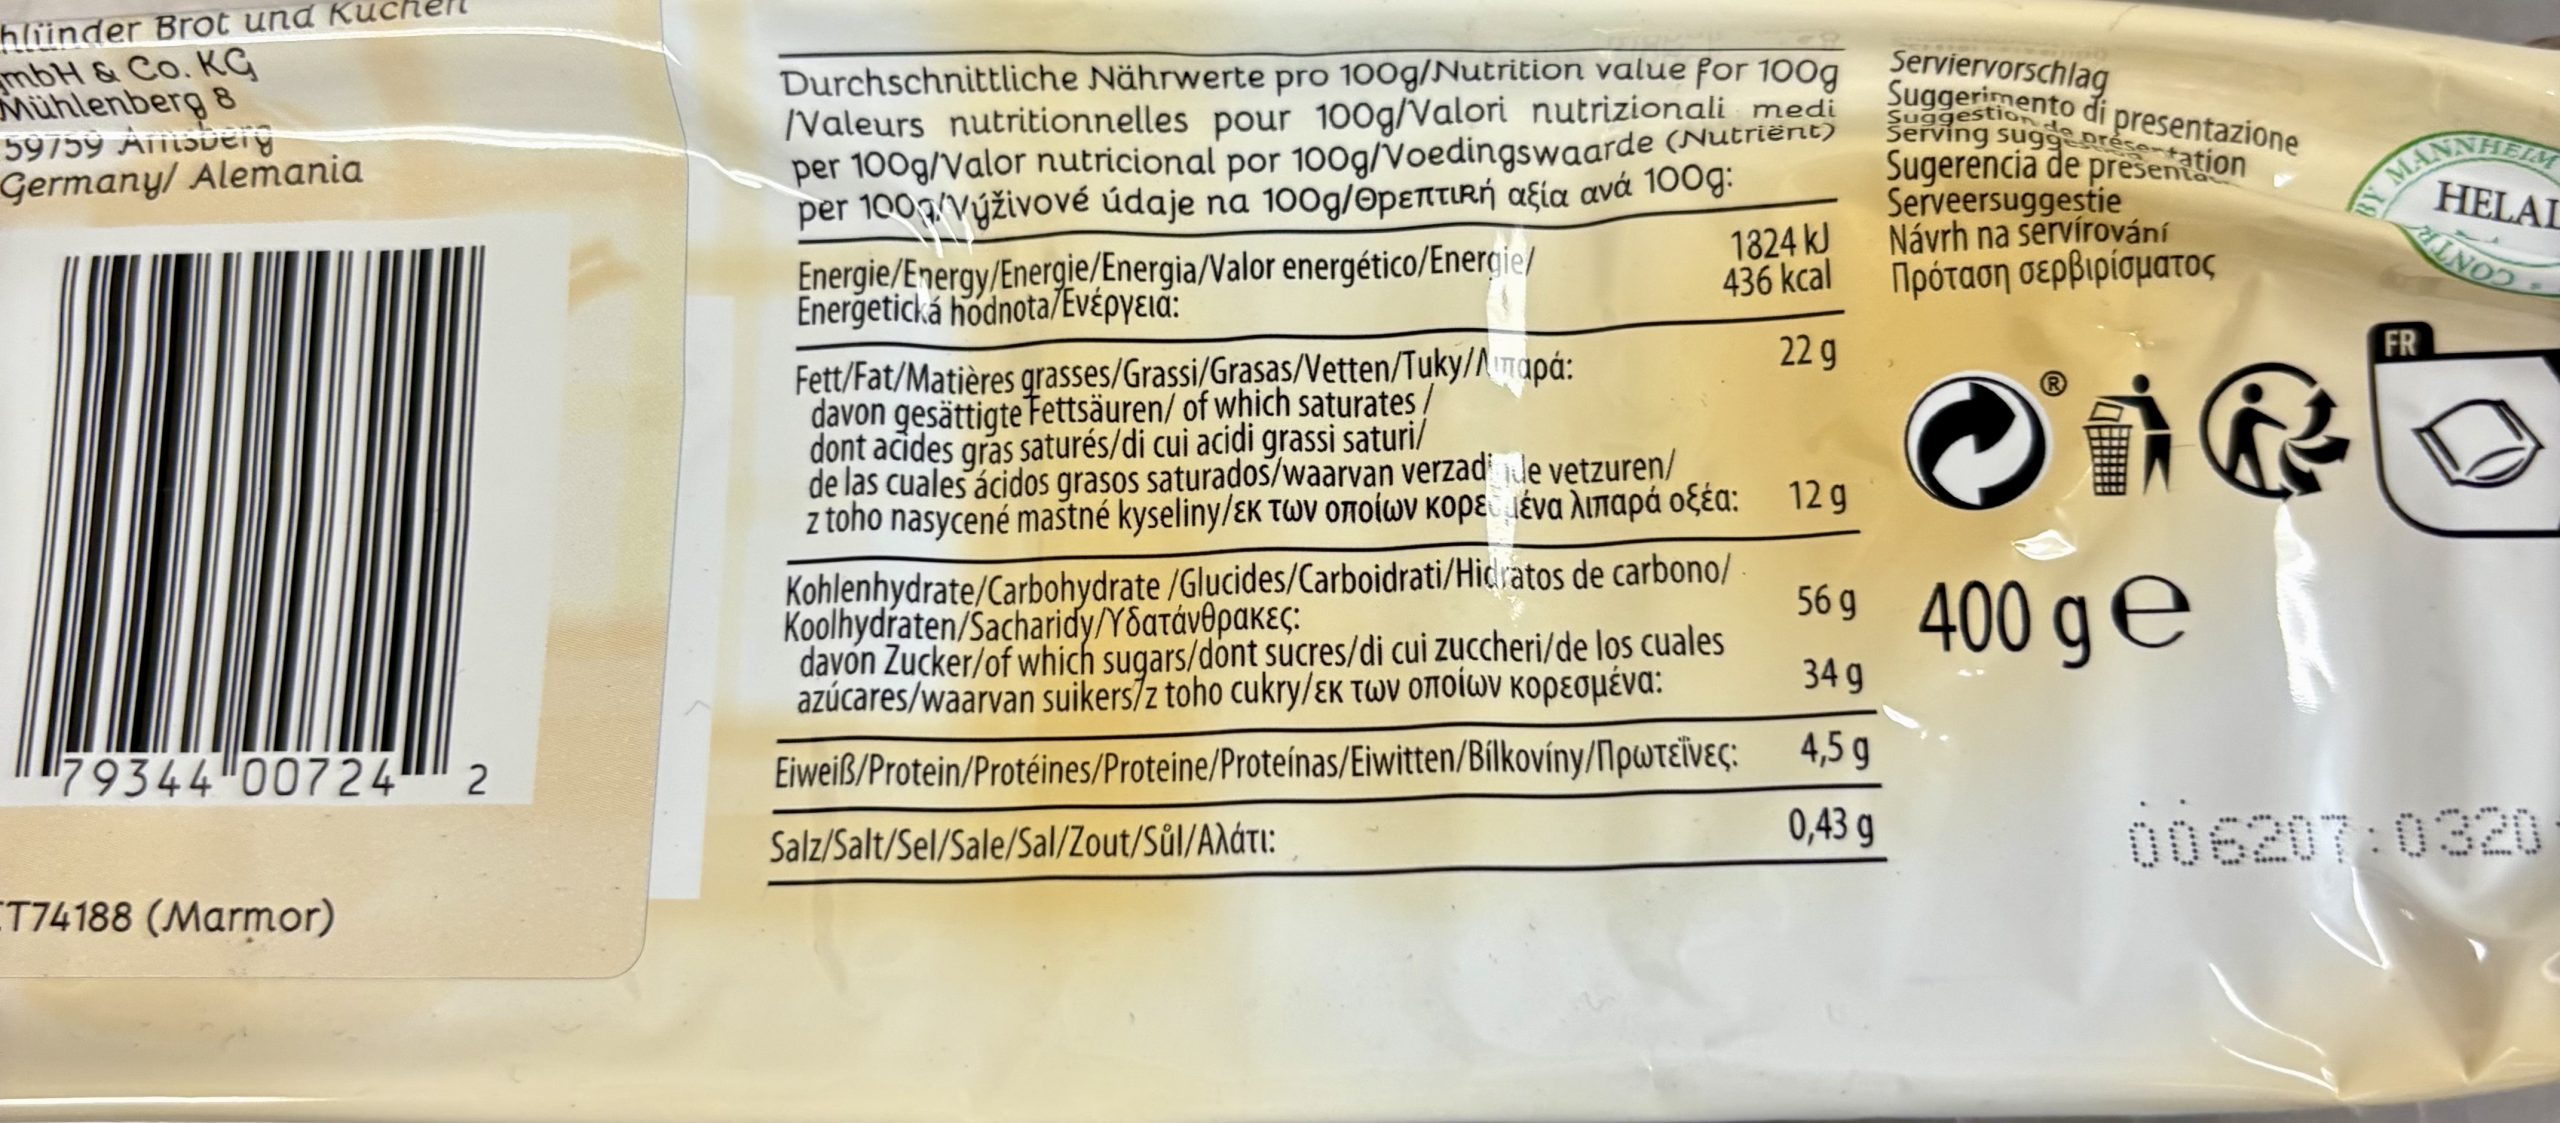 hlünder Brot und Kuchen
mbH & Co. KG
Mühlenberg 8
59759 Arnsberg
Germany/ Alemania
79344 00724 2
T74188 (Marmor)
Durchschnittliche Nährwerte pro 100g/Nutrition value for 100g
/Valeurs nutritionnelles pour 100g/Valori nutrizionali medi
per 100g/Valor nutricional por 100g/Voedingswaarde (Nutriënt)
per 100g/Výživové údaje na 100g/Θρεπτική αξία ανά 100g:
Energie/Energy/Energie/Energia/Valor energético/Energie/
Energetická hodnota/Ενέργεια:
1824 kJ
436 kcal
Fett/Fat/Matières grasses/Grassi/Grasas/Vetten/Tuky/Λιπαρά:
22 g
davon gesättigte Fettsäuren/ of which saturates /
dont acides gras saturés/di cui acidi grassi saturi/
de las cuales ácidos grasos saturados/waarvan verzadigde vetzuren/
z toho nasycené mastné kyseliny/εκ των οποίων κορεσμένα λιπαρά οξέα:
12 g
Kohlenhydrate/Carbohydrate /Glucides/Carboidrati/Hidratos de carbono/
Koolhydraten/Sacharidy/Υδατάνθρακες:
56 g
davon Zucker/of which sugars/dont sucres/di cui zuccheri/de los cuales
azúcares/waarvan suikers/z toho cukry/εκ των οποίων κορεσμένα:
34 g
Eiweiß/Protein/Protéines/Proteine/Proteínas/Eiwitten/Bílkoviny/Πρωτεΐνες:
4,5 g
Salz/Salt/Sel/Sale/Sal/Zout/Sůl/Αλάτι:
0,43 g
Serviervorschlag
Suggerimento di presentazione
Suggestion de présentation
Serving sugge
Sugerencia de presenta
Serveersuggestie
Návrh na servírování
Πρόταση σερβιρίσματος
BY MANNHEIM
HELAL
CONTR
®
FR
400 g e
006207:0320